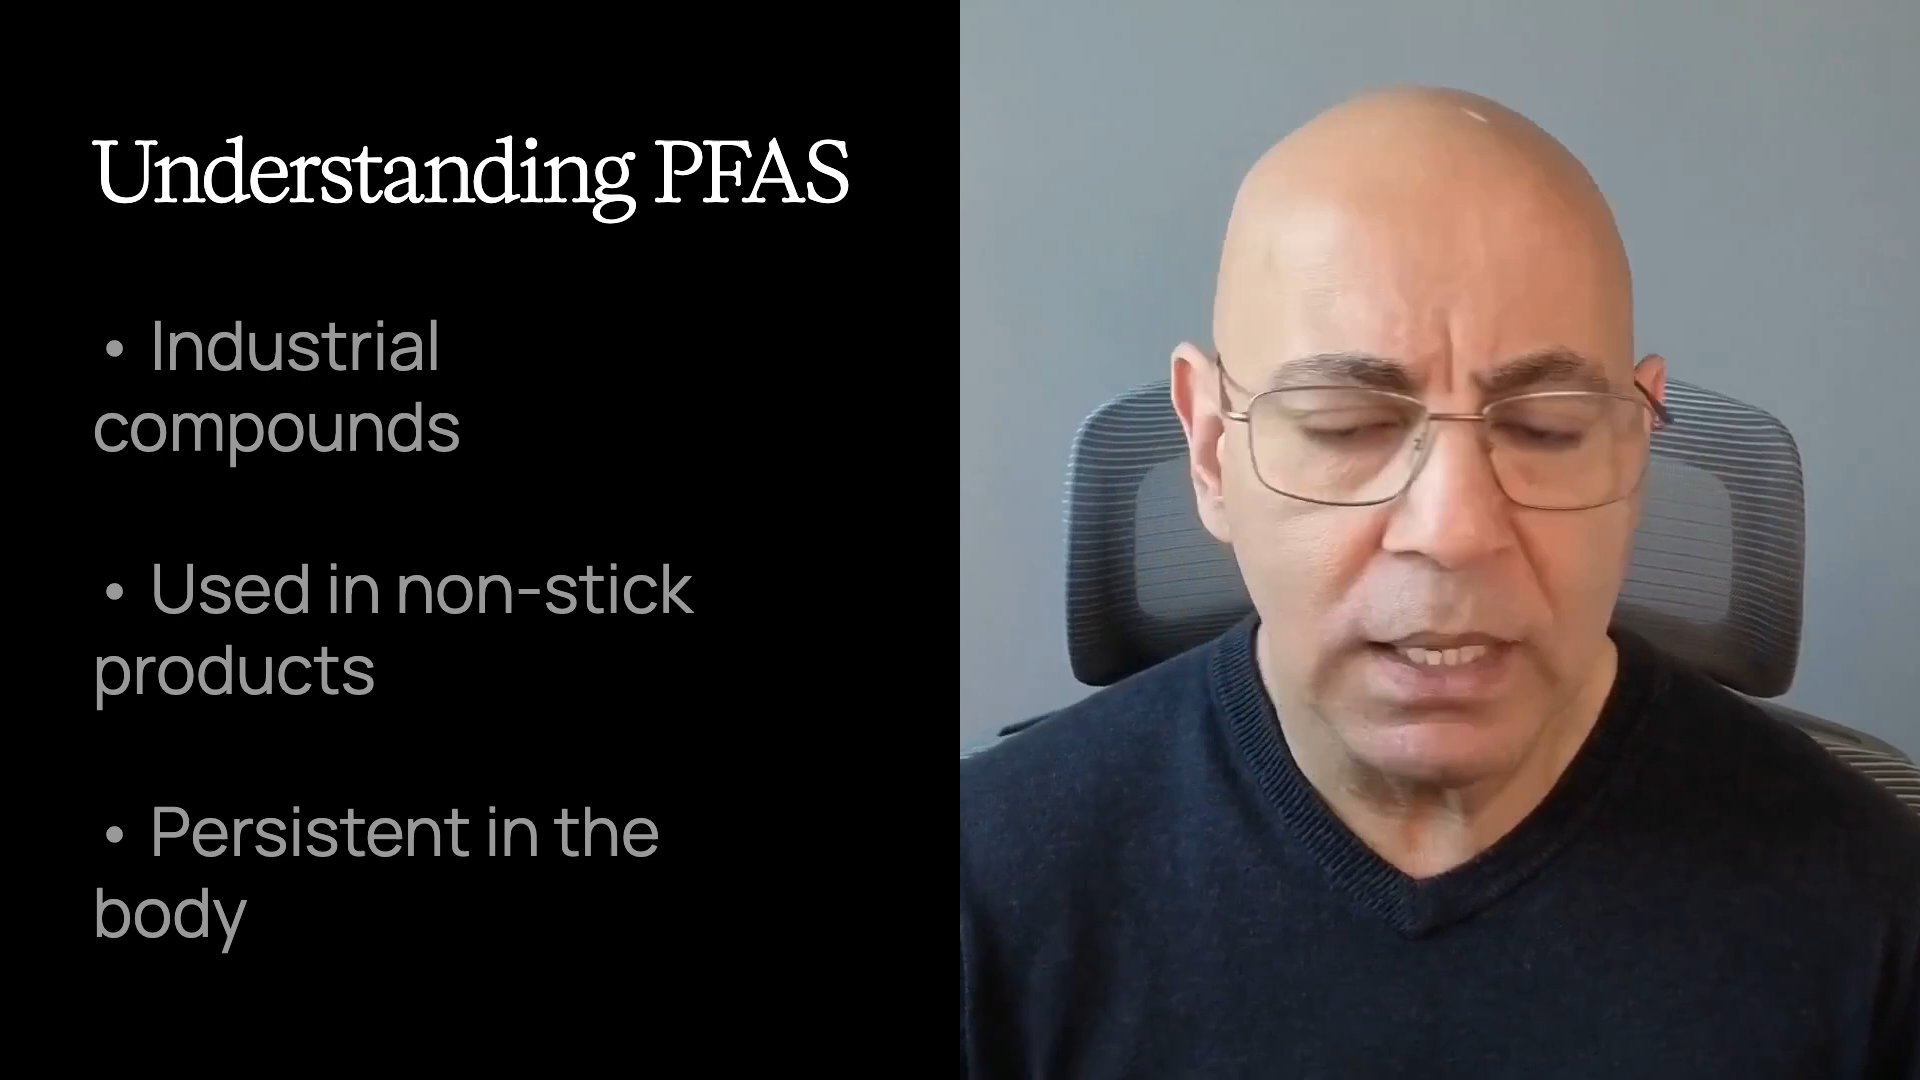 Understanding PFAS
• Industrial
compounds
• Used in non-stick
products
• Persistent in the
body